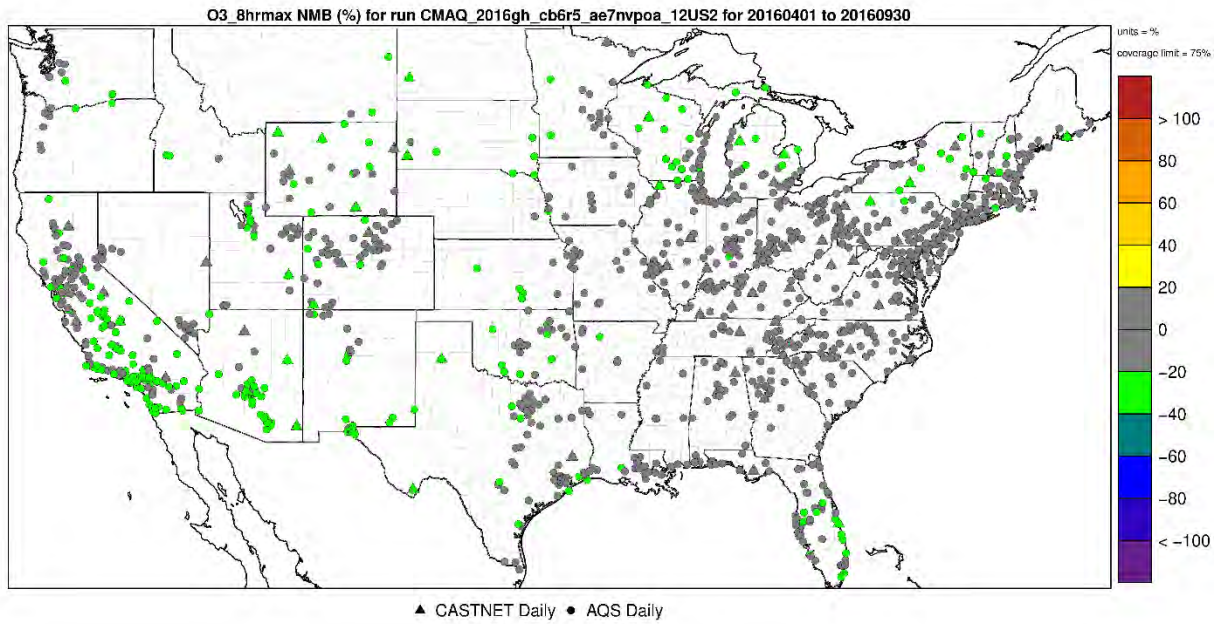 O3_8hrmax NMB (%) for run CMAQ_2016gh_cb6r5_ae7nvpoa_12US2 for 20160401 to 20160930
units = %
coverage limit = 75%
> 100
80
60
40
20
0
−20
−40
−60
−80
< −100
CASTNET Daily AQS Daily